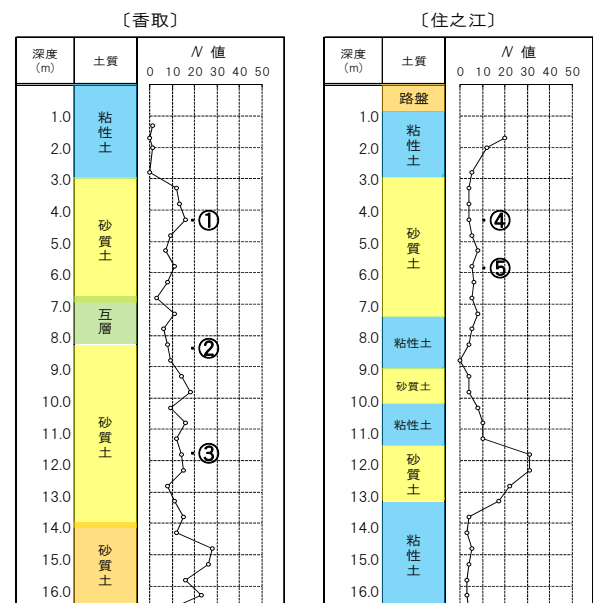 〔香取〕
深度
(m)
土質
N 値
0 10 20 30 40 50
1.0
2.0
3.0
4.0
5.0
6.0
7.0
8.0
9.0
10.0
11.0
12.0
13.0
14.0
15.0
16.0
粘性土
砂質土
互層
砂質土
砂質土
①
②
③
〔住之江〕
深度
(m)
土質
N 値
0 10 20 30 40 50
1.0
2.0
3.0
4.0
5.0
6.0
7.0
8.0
9.0
10.0
11.0
12.0
13.0
14.0
15.0
16.0
路盤
粘性土
砂質土
粘性土
砂質土
粘性土
砂質土
粘性土
④
⑤